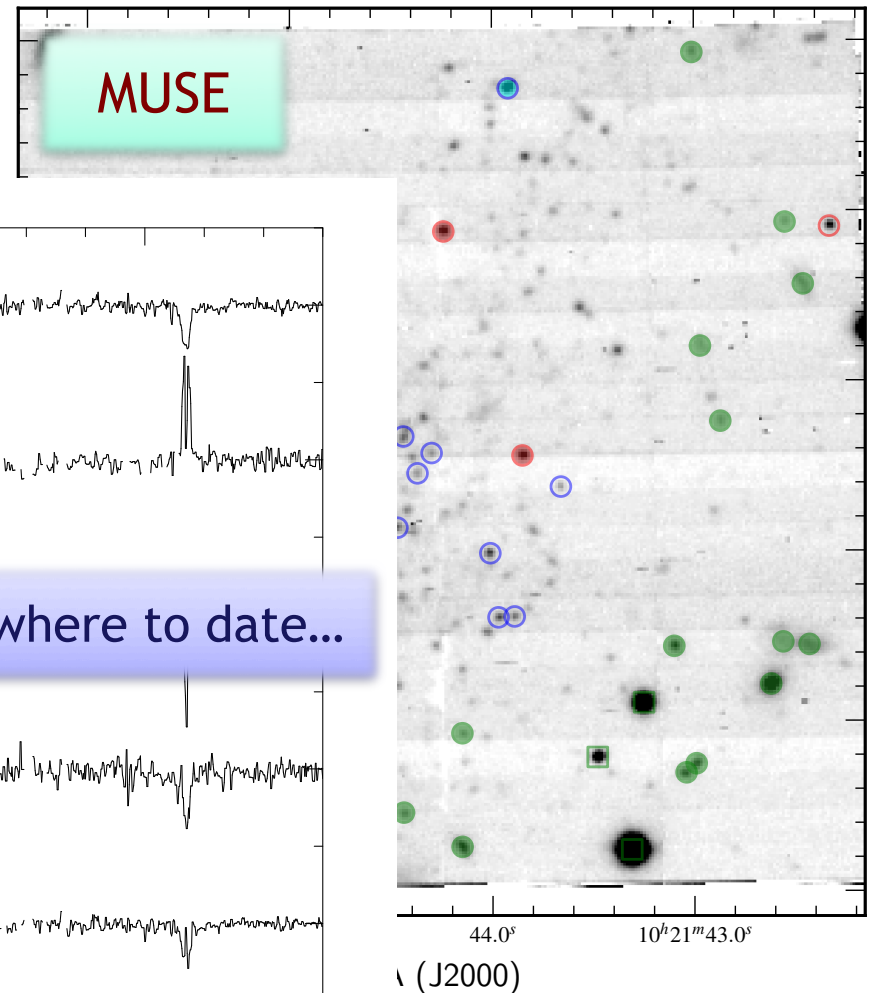 MUSE
where to date…
44.0ˢ
10ʰ21ᵐ43.0ˢ
(J2000)